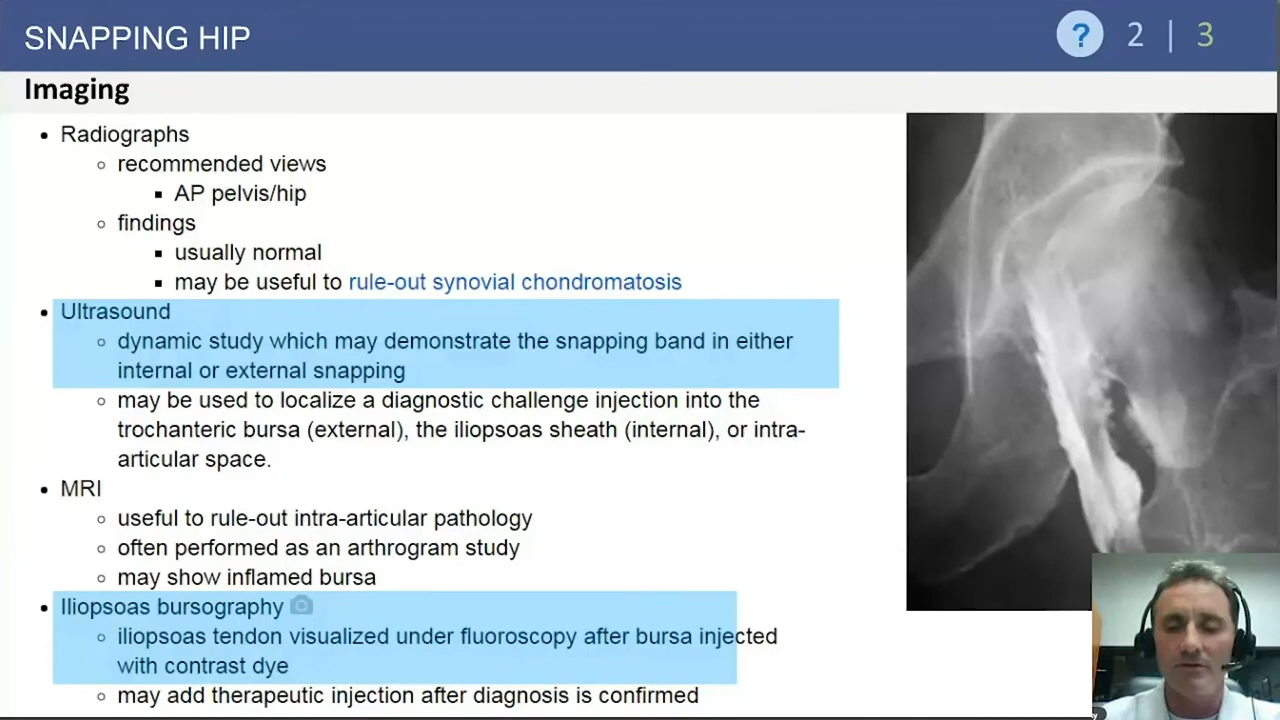 SNAPPING HIP
? 2 | 3
Imaging
• Radiographs
○ recommended views
▪ AP pelvis/hip
○ findings
▪ usually normal
▪ may be useful to rule-out synovial chondromatosis
• Ultrasound
○ dynamic study which may demonstrate the snapping band in either
internal or external snapping
○ may be used to localize a diagnostic challenge injection into the
trochanteric bursa (external), the iliopsoas sheath (internal), or intra-
articular space.
• MRI
○ useful to rule-out intra-articular pathology
○ often performed as an arthrogram study
○ may show inflamed bursa
• Iliopsoas bursography
○ iliopsoas tendon visualized under fluoroscopy after bursa injected
with contrast dye
○ may add therapeutic injection after diagnosis is confirmed